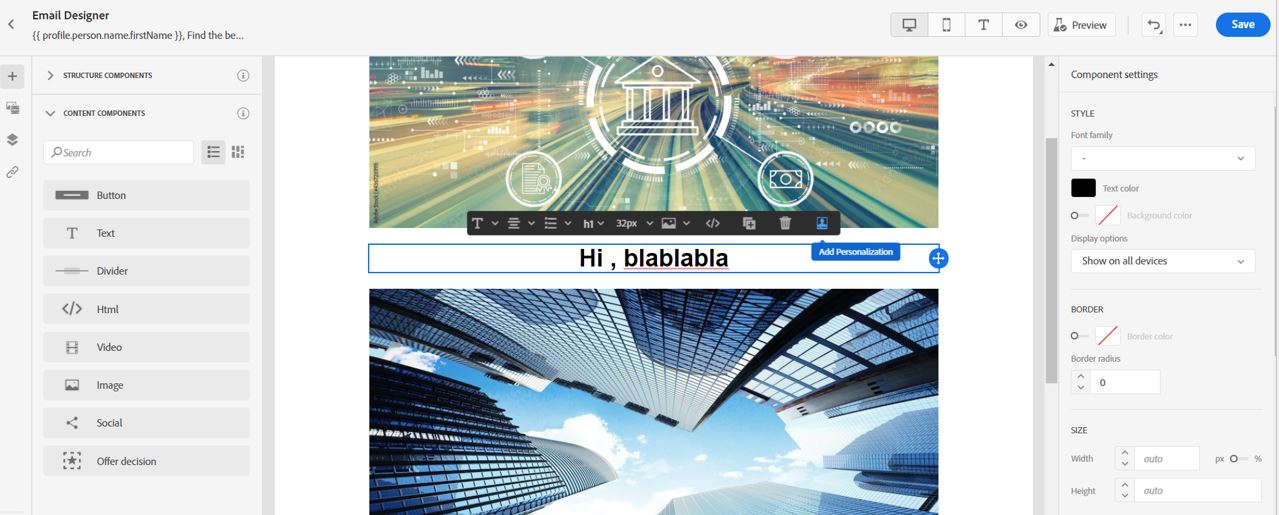 Email Designer
{{ profile.person.name.firstName }}, Find the be...
Preview
Save
STRUCTURE COMPONENTS
CONTENT COMPONENTS
Search
Button
Text
Divider
Html
Video
Image
Social
Offer decision
h1
32px
Add Personalization
Hi , blablabla
Component settings
STYLE
Font family
-
Text color
Background color
Display options
Show on all devices
BORDER
Border color
Border radius
0
SIZE
Width
auto
px
%
Height
auto